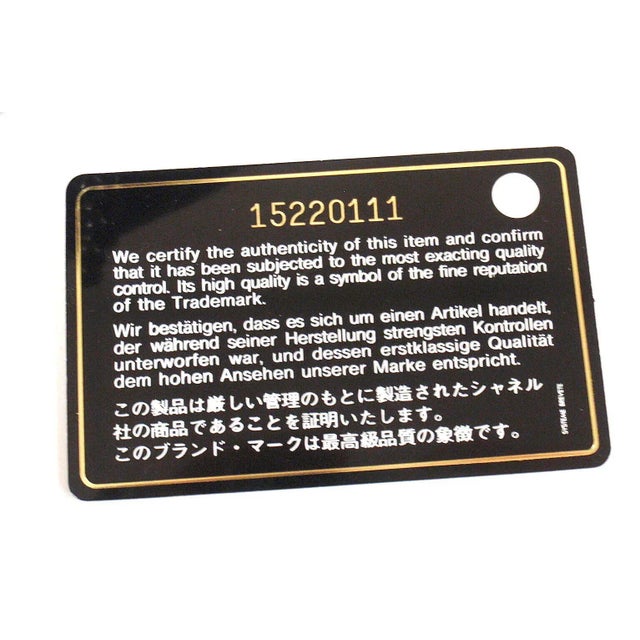 15220111
We certify the authenticity of this item and confirm
that it has been subjected to the most exacting quality
control. Its high quality is a symbol of the fine reputation
of the Trademark.
Wir bestätigen, dass es sich um einen Artikel handelt,
der während seiner Herstellung strengsten Kontrollen
unterworfen war, und dessen erstklassige Qualität
dem hohen Ansehen unserer Marke entspricht.
この製品は厳しい管理のもとに製造されたシャネル
社の商品であることを証明いたします。
このブランド・マークは最高級品質の象徴です。
SYSTEME BREVETE